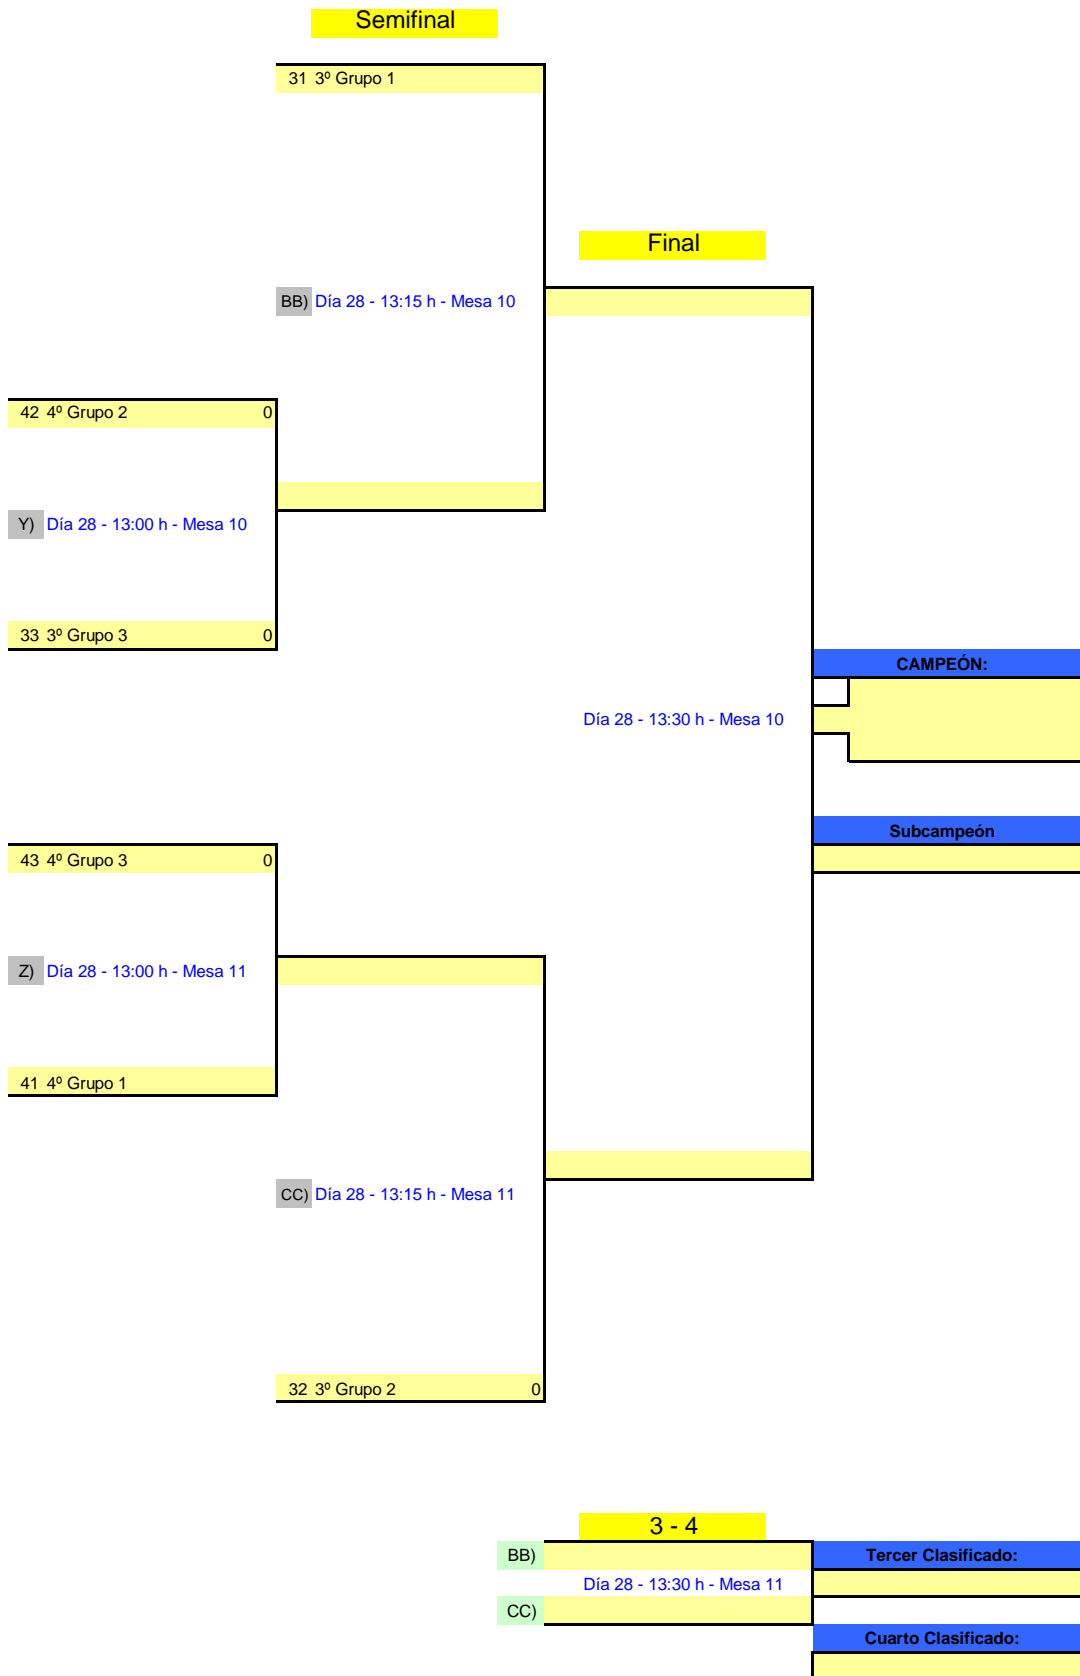 Semifinal
31 3º Grupo 1
Final
BB) Día 28 - 13:15 h - Mesa 10
42 4º Grupo 2 0
Y) Día 28 - 13:00 h - Mesa 10
33 3º Grupo 3 0
CAMPEÓN:
Día 28 - 13:30 h - Mesa 10
Subcampeón
43 4º Grupo 3 0
Z) Día 28 - 13:00 h - Mesa 11
41 4º Grupo 1
CC) Día 28 - 13:15 h - Mesa 11
32 3º Grupo 2 0
3 - 4
BB)
Tercer Clasificado:
Día 28 - 13:30 h - Mesa 11
CC)
Cuarto Clasificado: